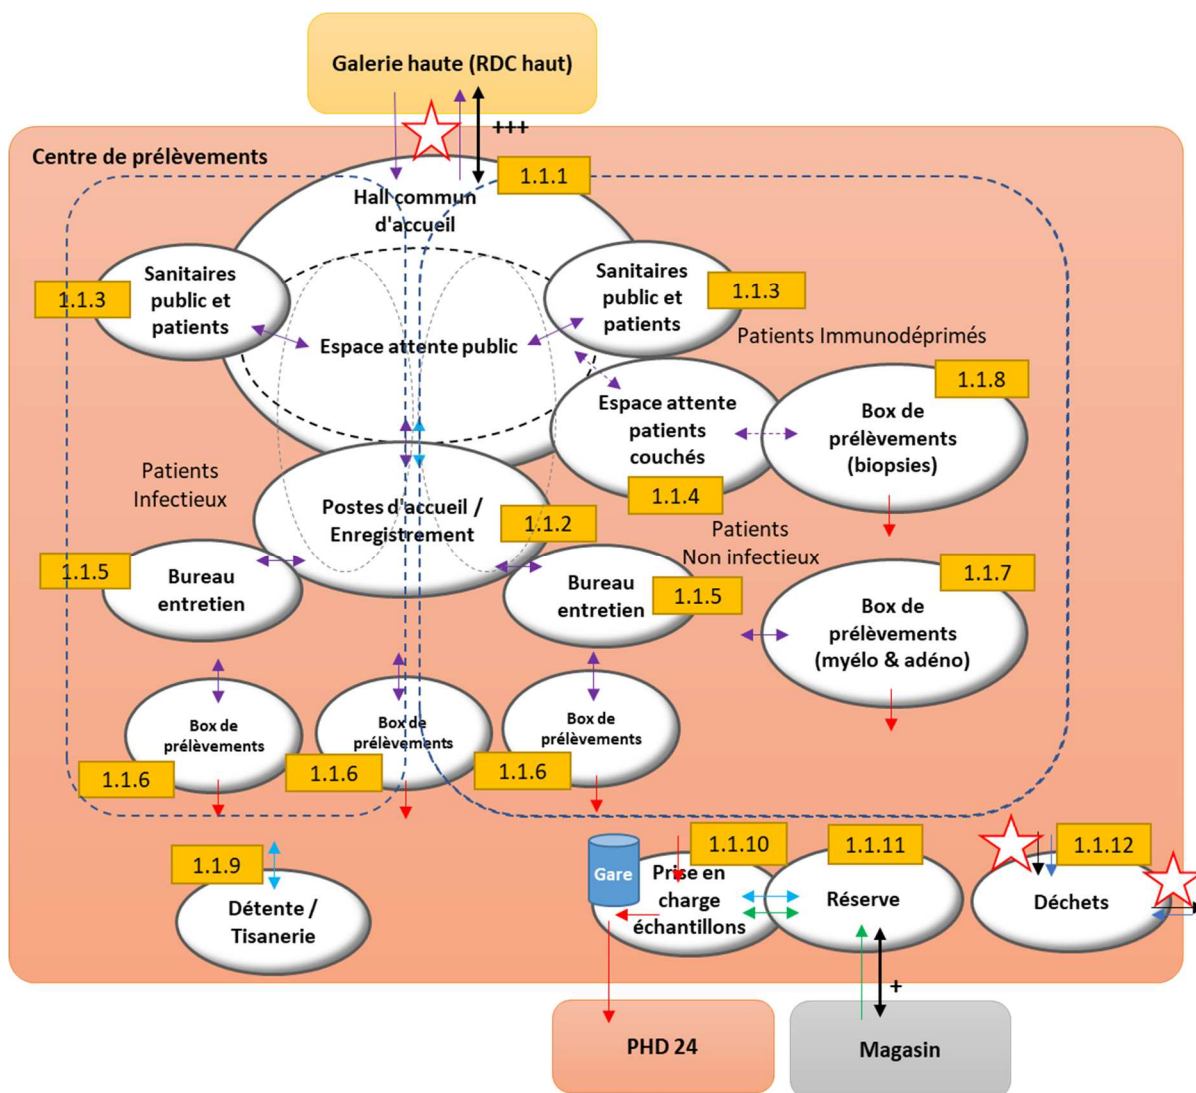 Galerie haute (RDC haut)
+++
Centre de prélèvements
1.1.1
Hall commun
d'accueil
Sanitaires
public et
patients
1.1.3
Sanitaires
public et
patients
1.1.3
Espace attente public
Patients Immunodéprimés
1.1.8
Espace attente
patients
couchés
1.1.4
Box de
prélèvements
(biopsies)
Patients
Infectieux
Postes d'accueil /
Enregistrement
1.1.2
Patients
Non infectieux
1.1.5
Bureau
entretien
Bureau
entretien
1.1.5
1.1.7
Box de
prélèvements
(myélo & adéno)
Box de
prélèvements
1.1.6
Box de
prélèvements
1.1.6
Box de
prélèvements
1.1.6
1.1.9
Détente /
Tisanerie
Gare
1.1.10
Prise en
charge
échantillons
1.1.11
Réserve
1.1.12
Déchets
+
PHD 24
Magasin